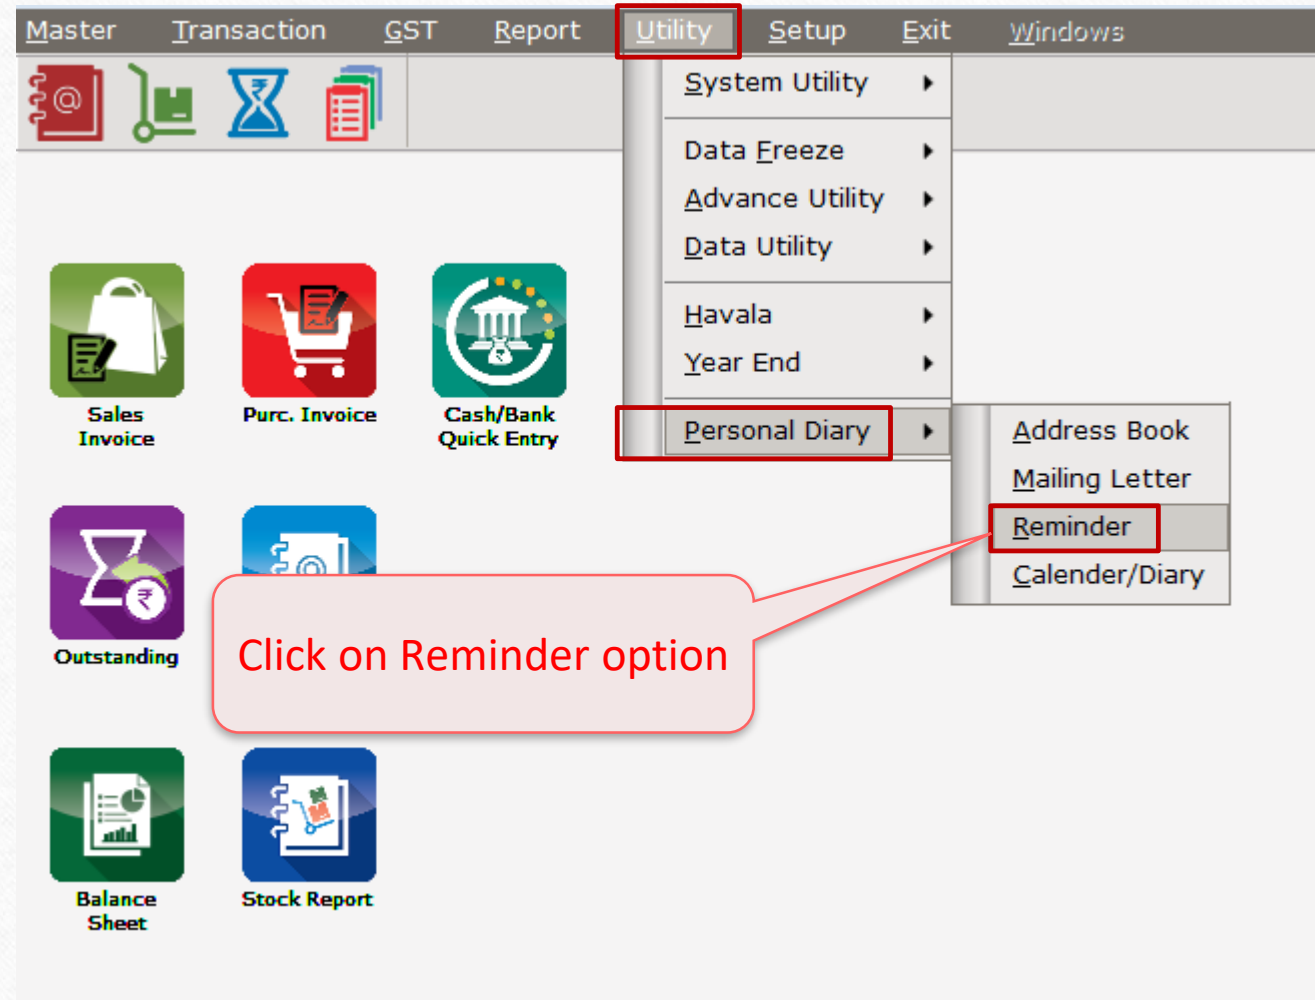 Master Transaction GST Report Utility Setup Exit Windows
System Utility
Data Freeze
Advance Utility
Data Utility
Havala
Year End
Personal Diary
Address Book
Mailing Letter
Reminder
Calender/Diary
Sales
Invoice
Purc. Invoice
Cash/Bank
Quick Entry
Outstanding
Click on Reminder option
Balance
Sheet
Stock Report